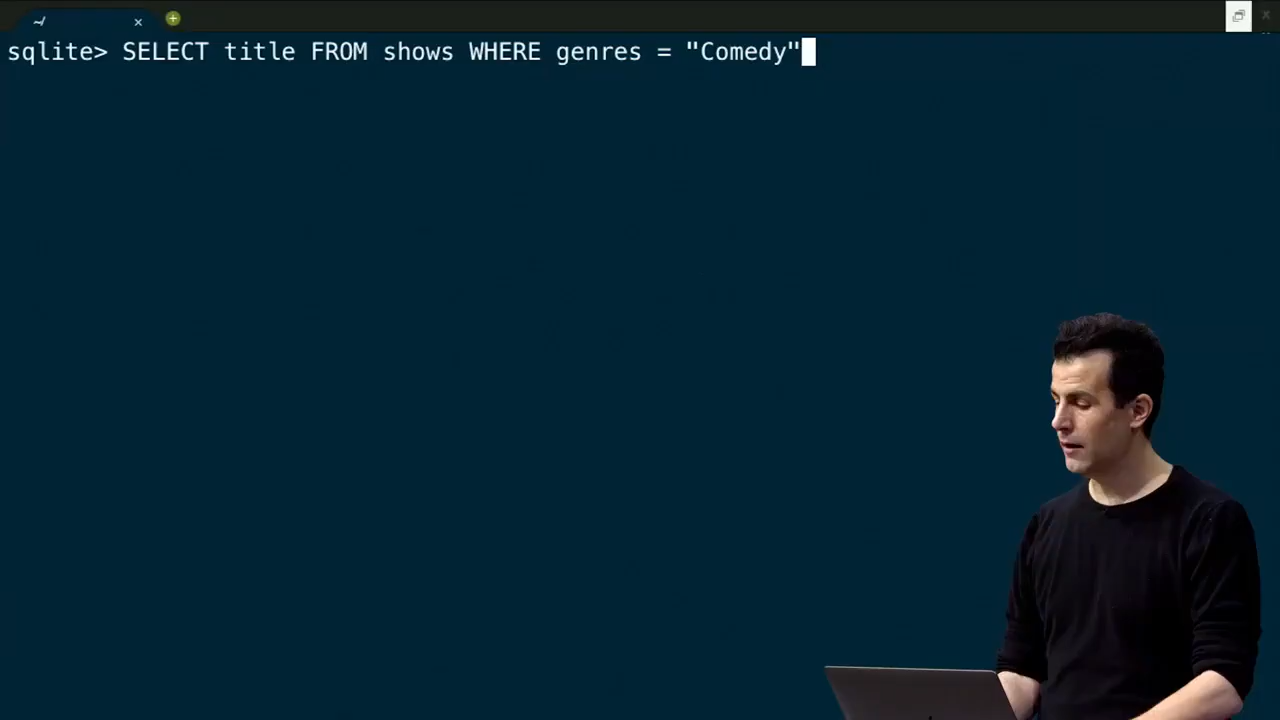 ~/
sqlite> SELECT title FROM shows WHERE genres = "Comedy"